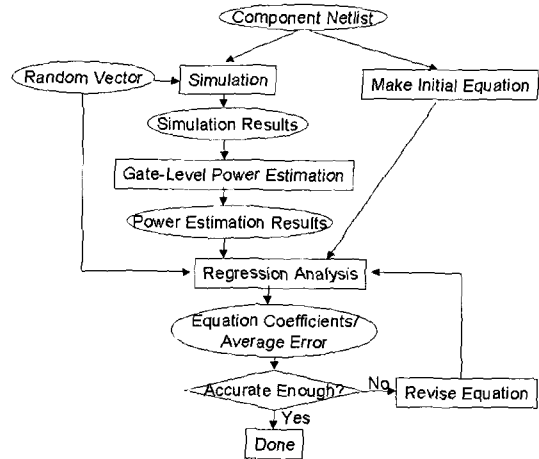 Component Netlist
Random Vector
Simulation
Make Initial Equation
Simulation Results
Gate-Level Power Estimation
Power Estimation Results
Regression Analysis
Equation Coefficients/
Average Error
Accurate Enough?
No
Revise Equation
Yes
Done